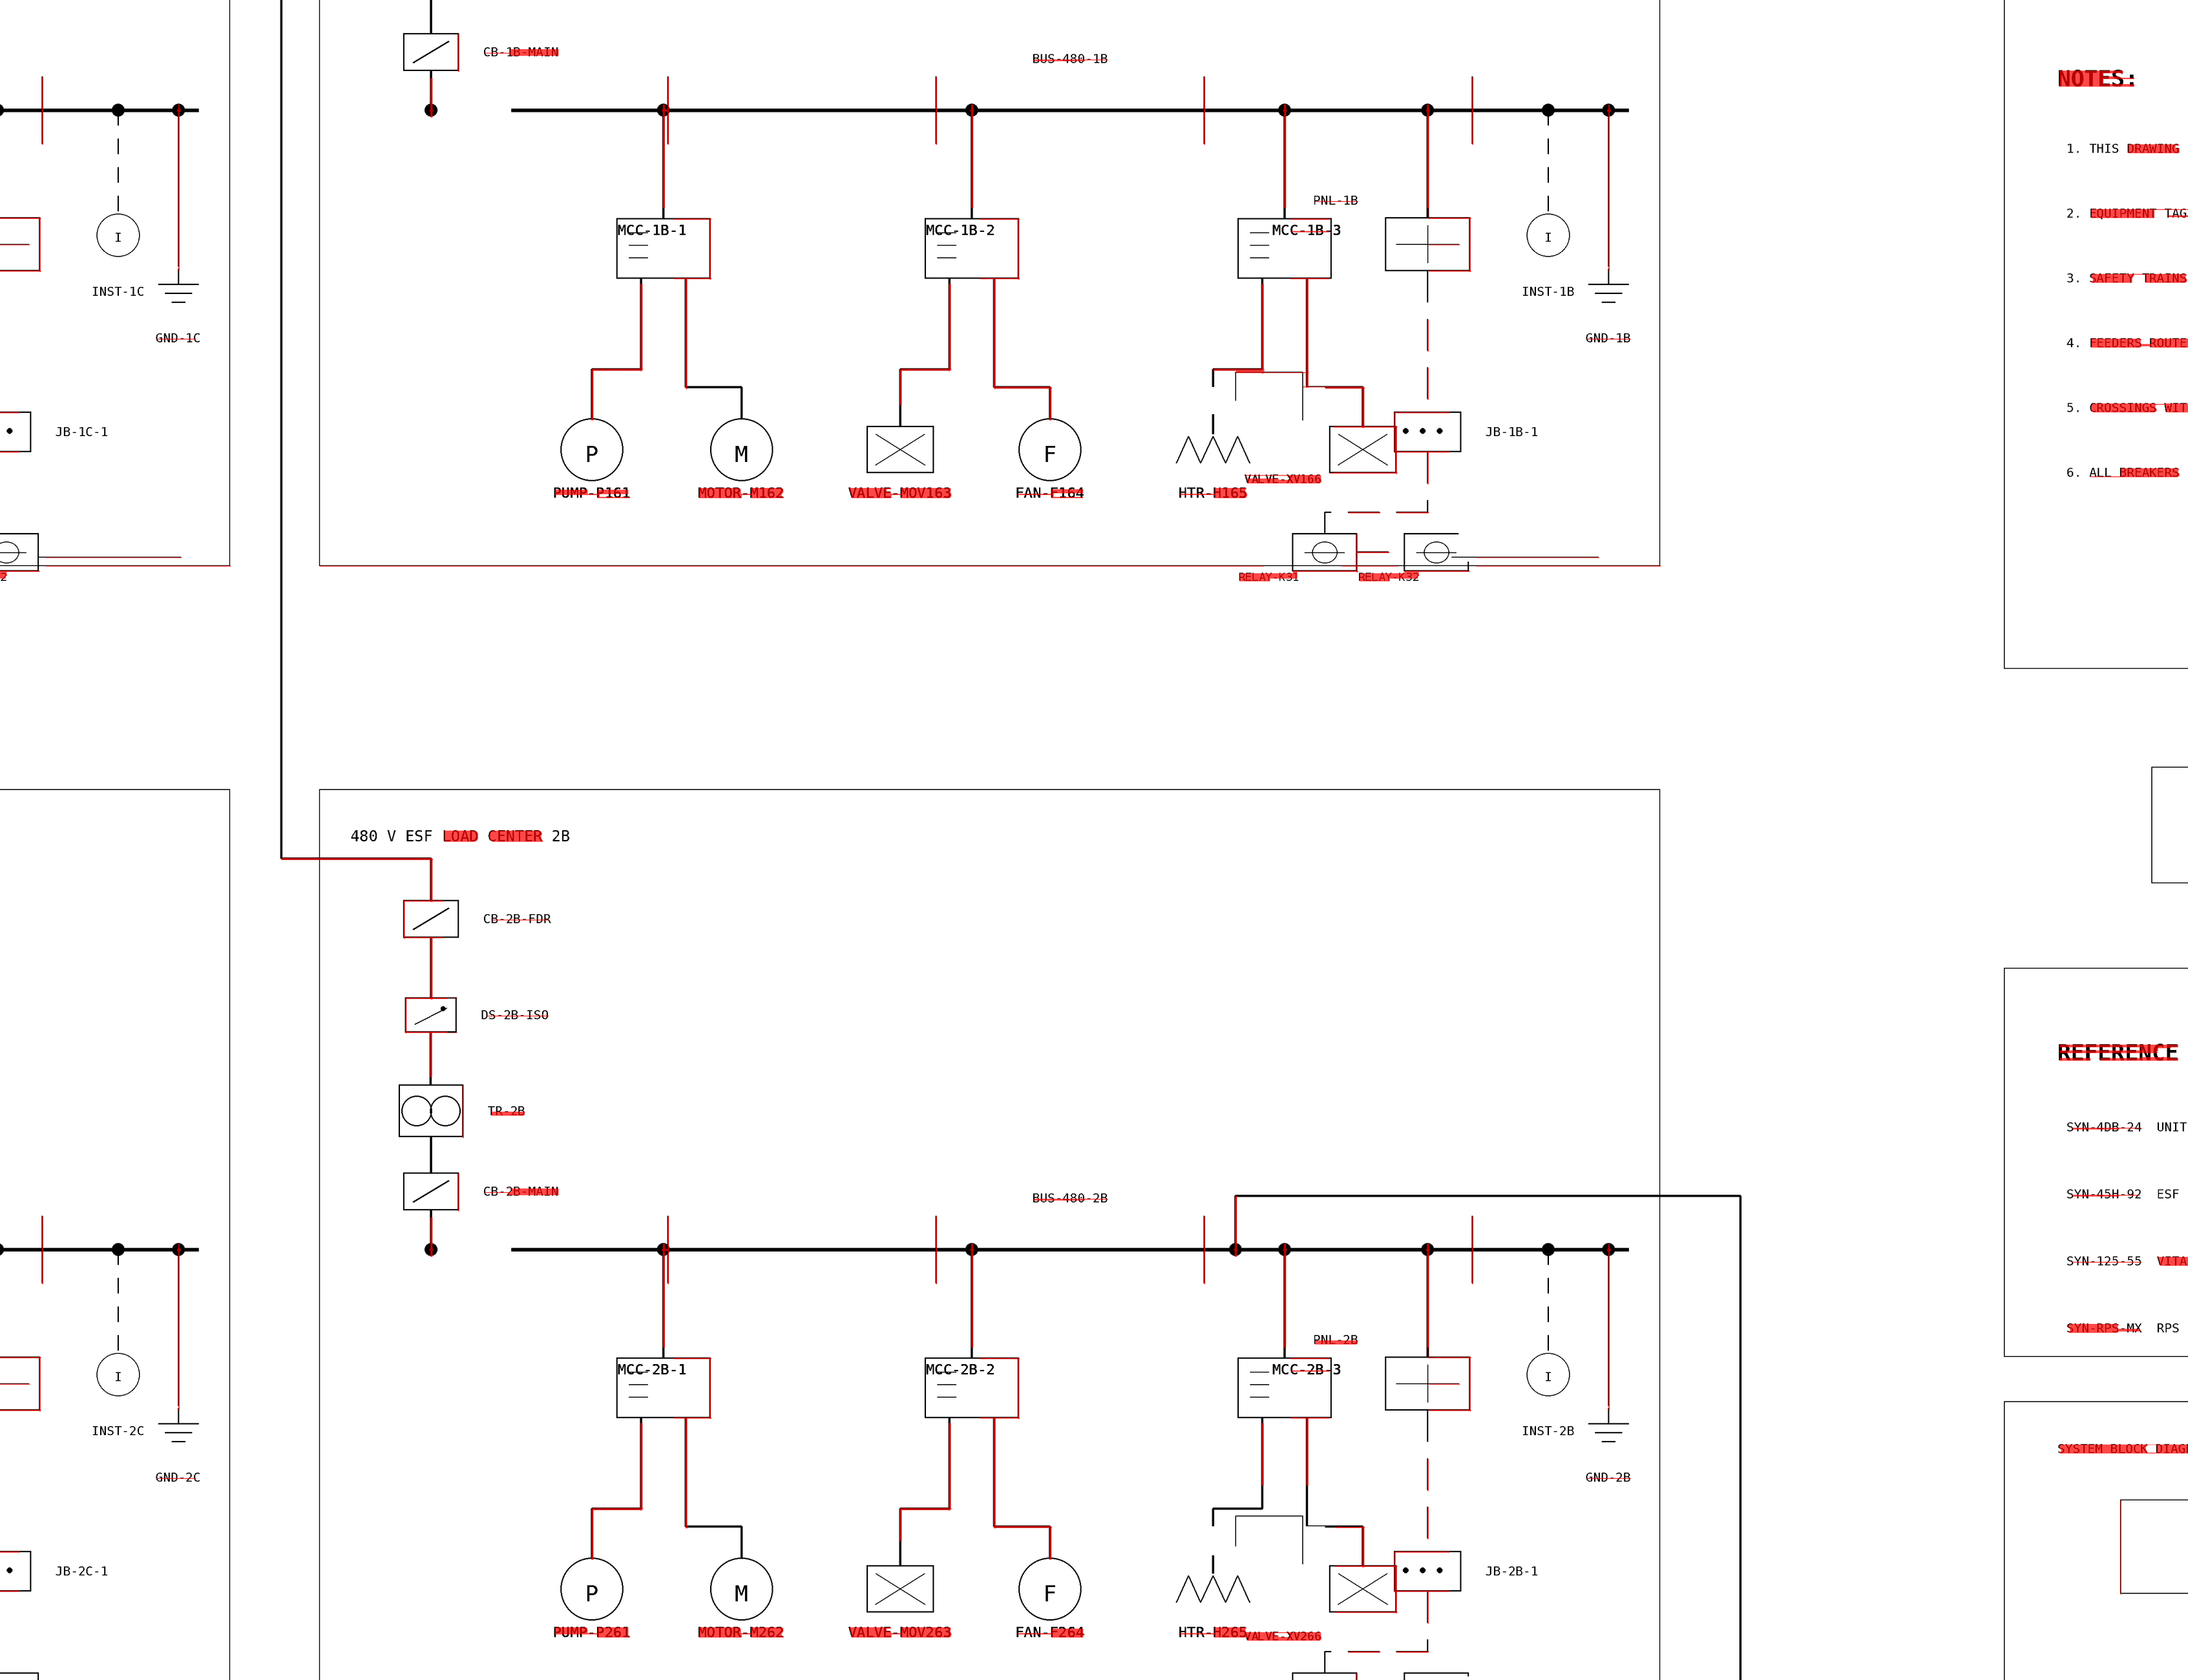 CB-1B-MAIN
BUS-480-1B
PNL-1B
MCC-1B-1
MCC-1B-2
MCC-1B-3
I
INST-1C
GND-1C
I
INST-1B
GND-1B
JB-1C-1
JB-1B-1
P
M
F
PUMP-P161
MOTOR-M162
VALVE-MOV163
FAN-F164
HTR-H165
VALVE-XV166
2
RELAY-K31
RELAY-K32
480 V ESF LOAD CENTER 2B
CB-2B-FDR
DS-2B-ISO
TR-2B
CB-2B-MAIN
BUS-480-2B
PNL-2B
MCC-2B-1
MCC-2B-2
MCC-2B-3
I
INST-2C
GND-2C
I
INST-2B
GND-2B
JB-2C-1
JB-2B-1
P
M
F
PUMP-P261
MOTOR-M262
VALVE-MOV263
FAN-F264
HTR-H265
VALVE-XV266
NOTES:
1. THIS DRAWING
2. EQUIPMENT TAG
3. SAFETY TRAINS
4. FEEDERS ROUTE
5. CROSSINGS WIT
6. ALL BREAKERS
REFERENCE
SYN-4DB-24 UNIT
SYN-45H-92 ESF
SYN-125-55 VITA
SYN-RPS-MX RPS
SYSTEM BLOCK DIAG